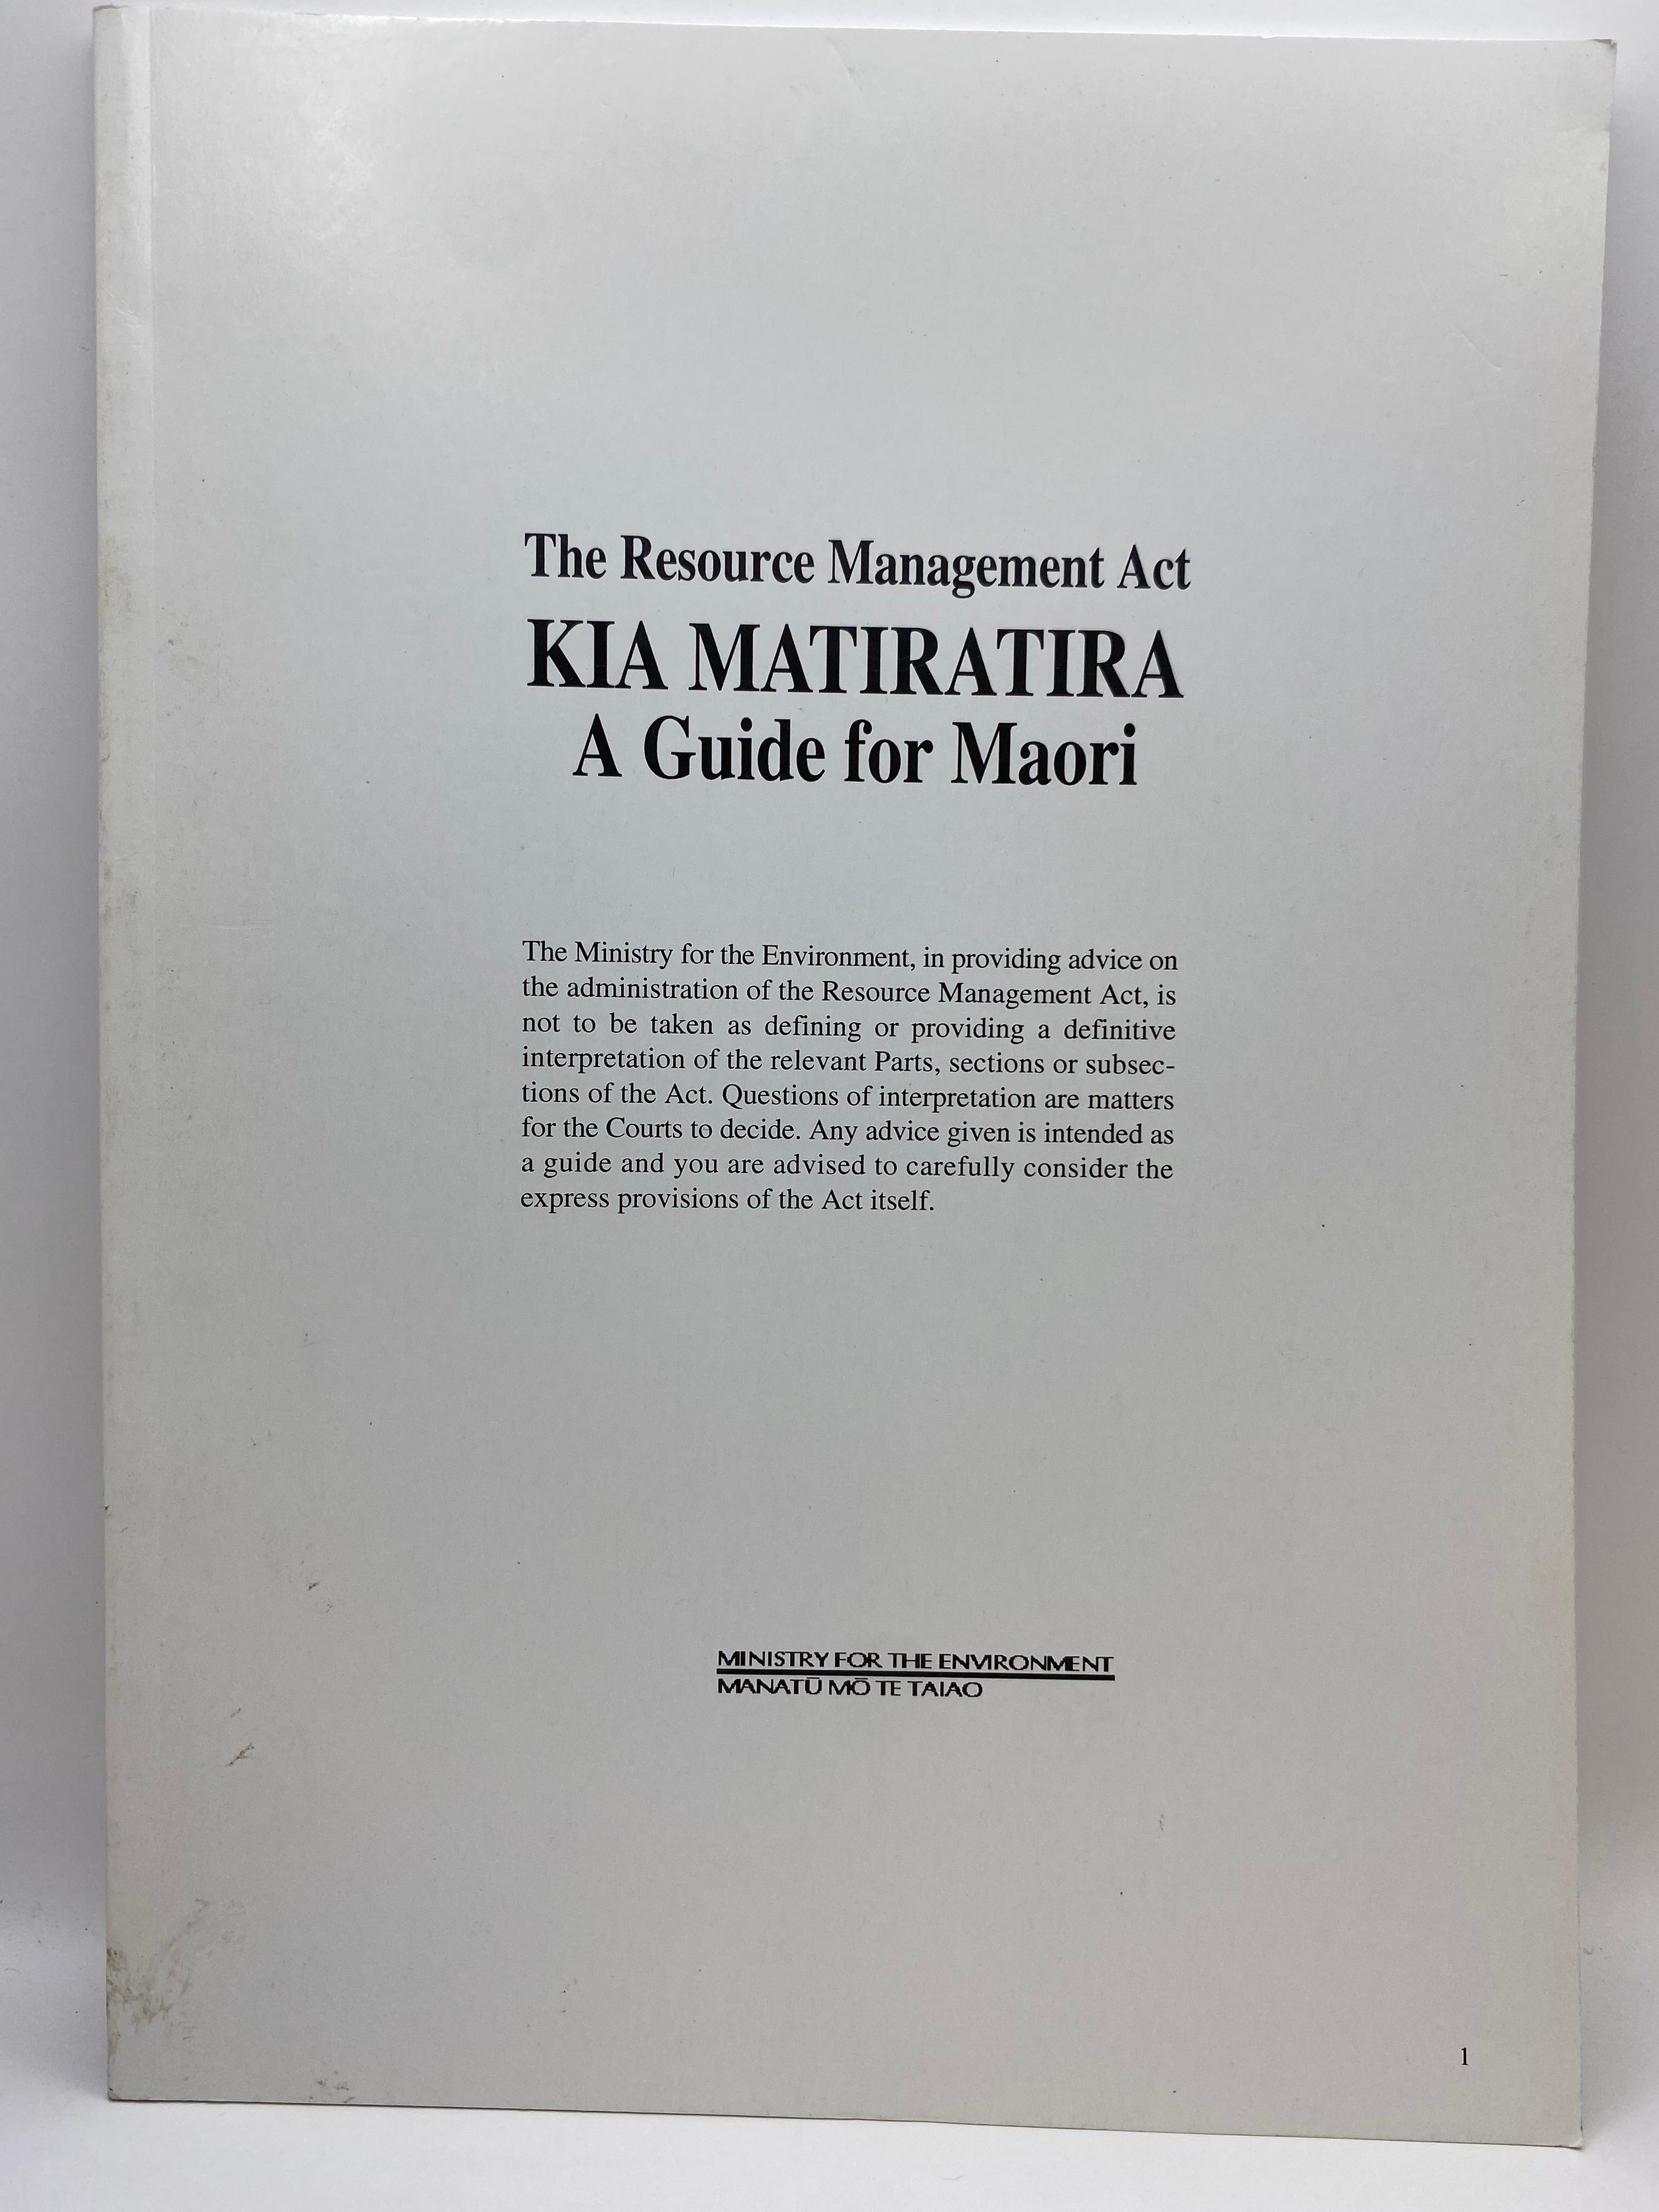 The Resource Management Act
KIA MATIRATIRA
A Guide for Maori
The Ministry for the Environment, in providing advice on
the administration of the Resource Management Act, is
not to be taken as defining or providing a definitive
interpretation of the relevant Parts, sections or subsec-
tions of the Act. Questions of interpretation are matters
for the Courts to decide. Any advice given is intended as
a guide and you are advised to carefully consider the
express provisions of the Act itself.
MINISTRY FOR THE ENVIRONMENT
MANATŪ MŌ TE TAIAO
1